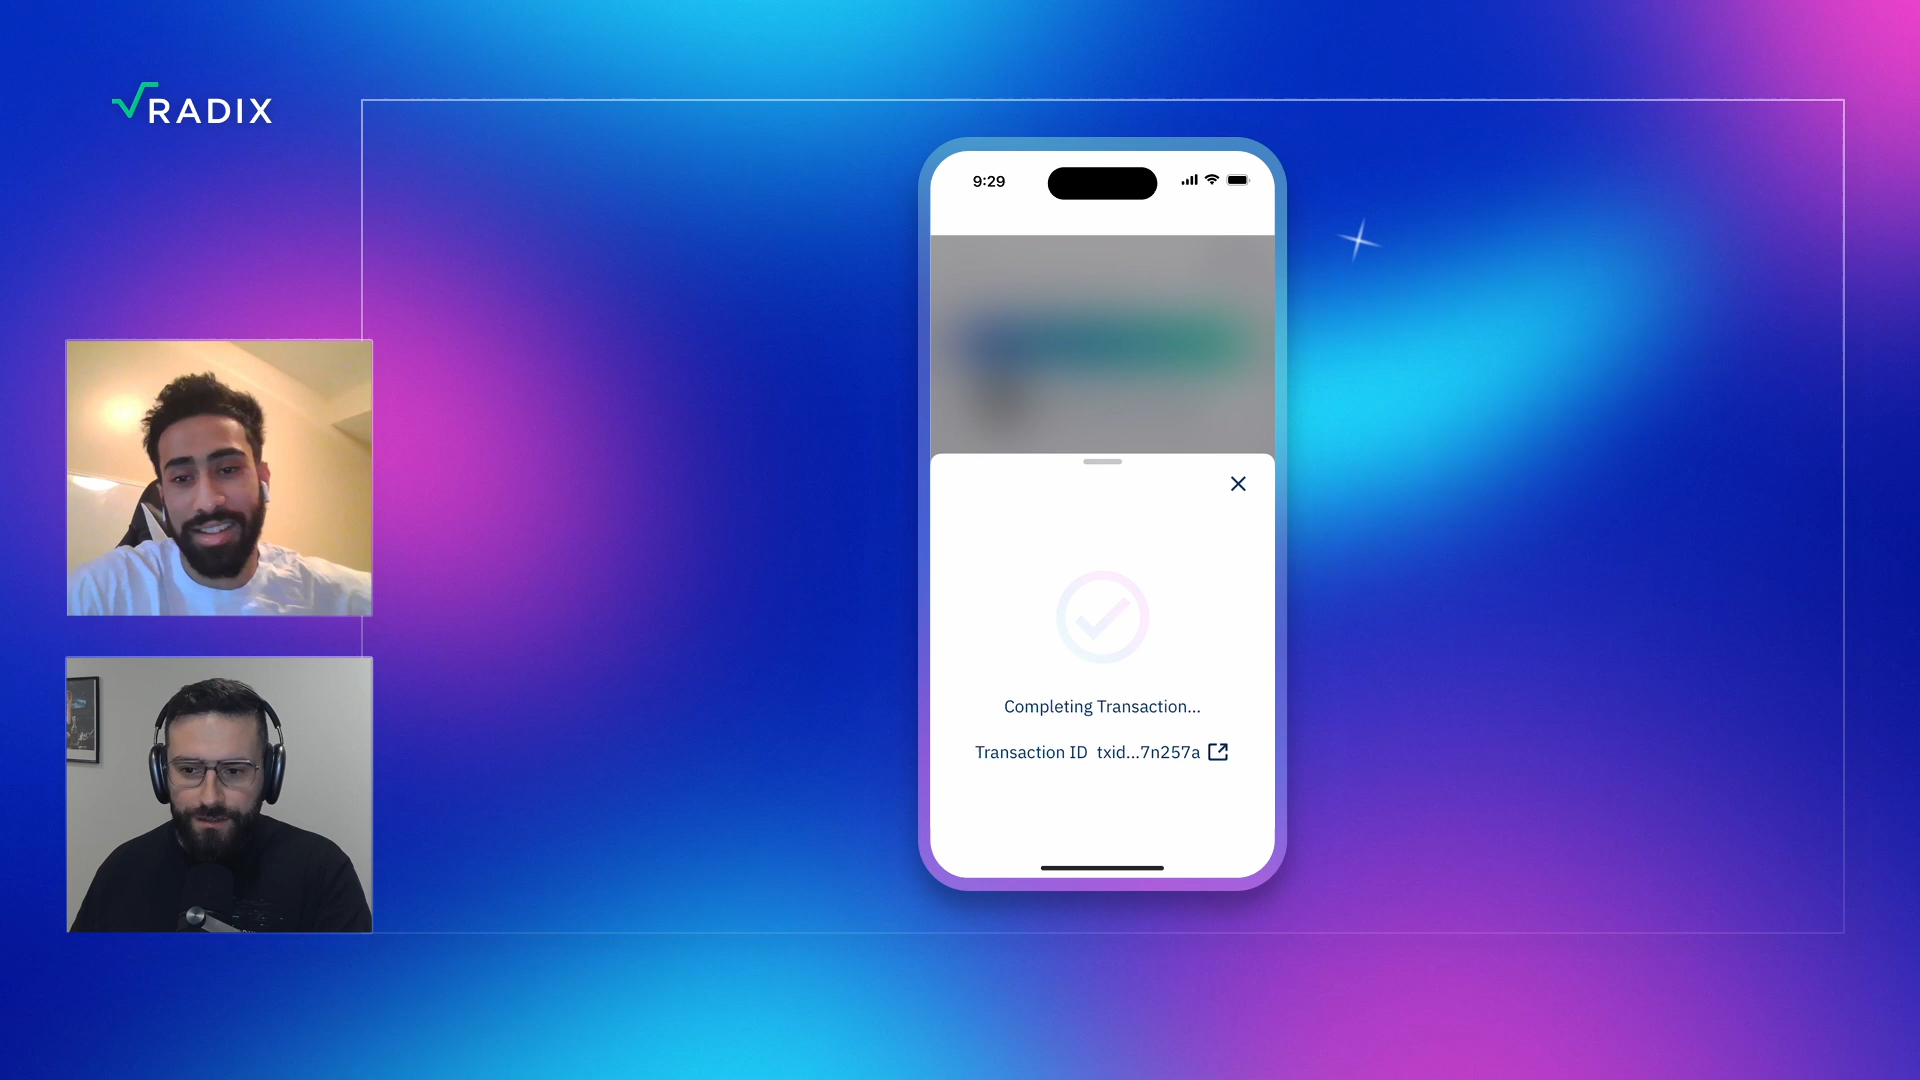 RADIX
9:29
Completing Transaction...
Transaction ID txid...7n257a